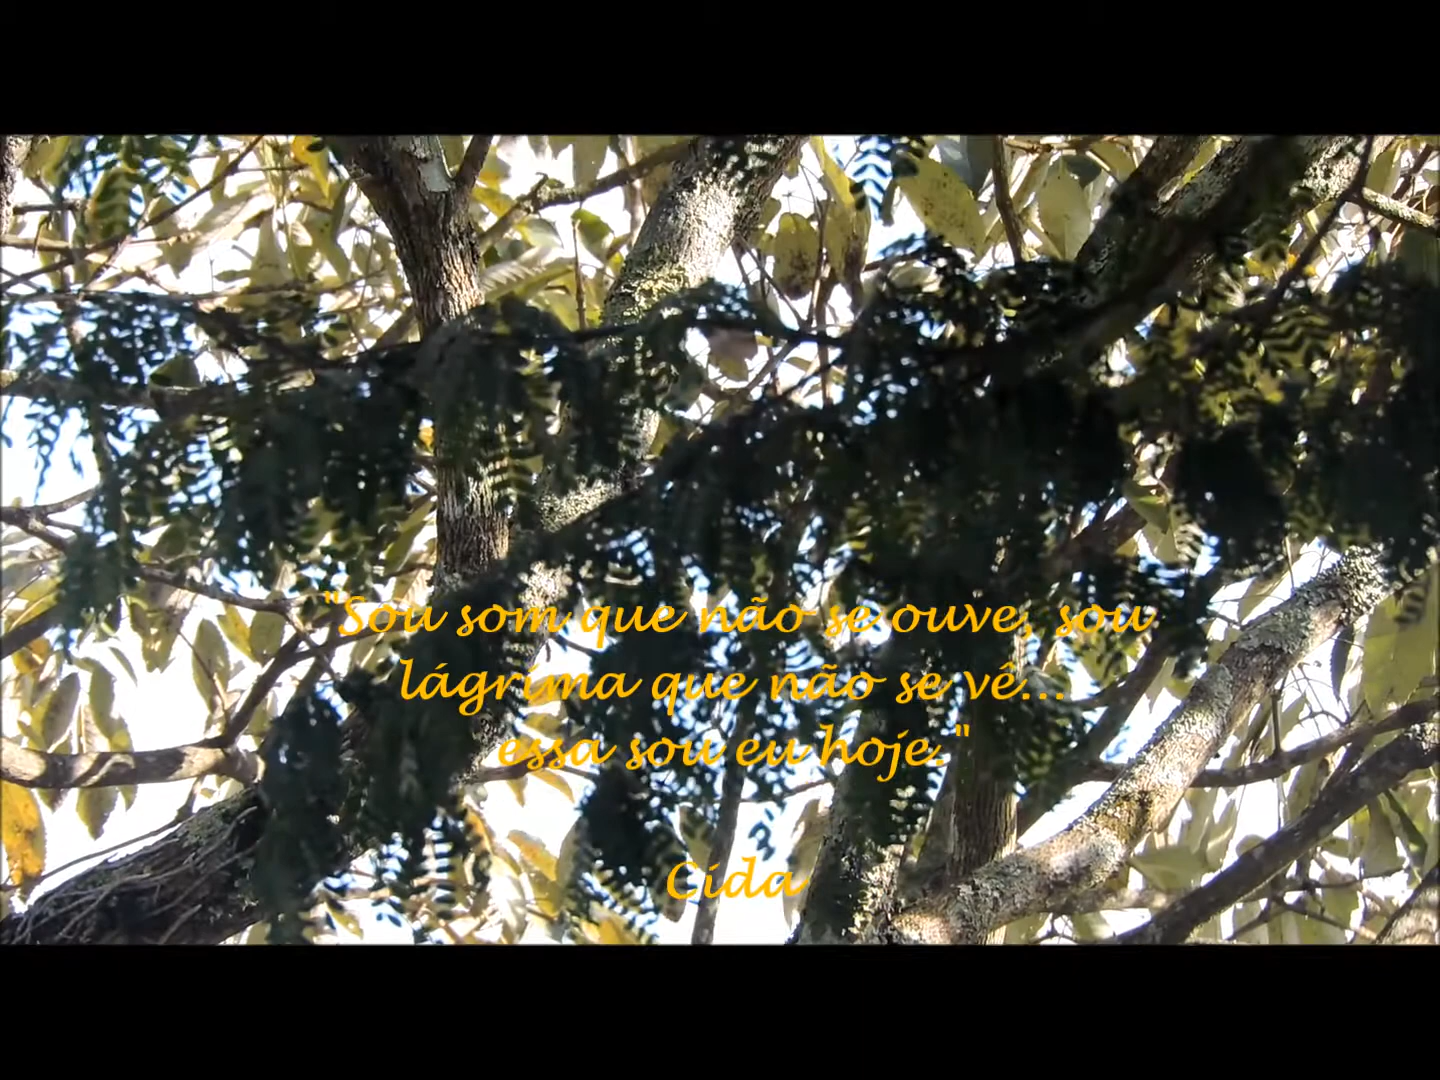 "Sou som que não se ouve, sou
lágrima que não se vê...
essa sou eu hoje."
Cida